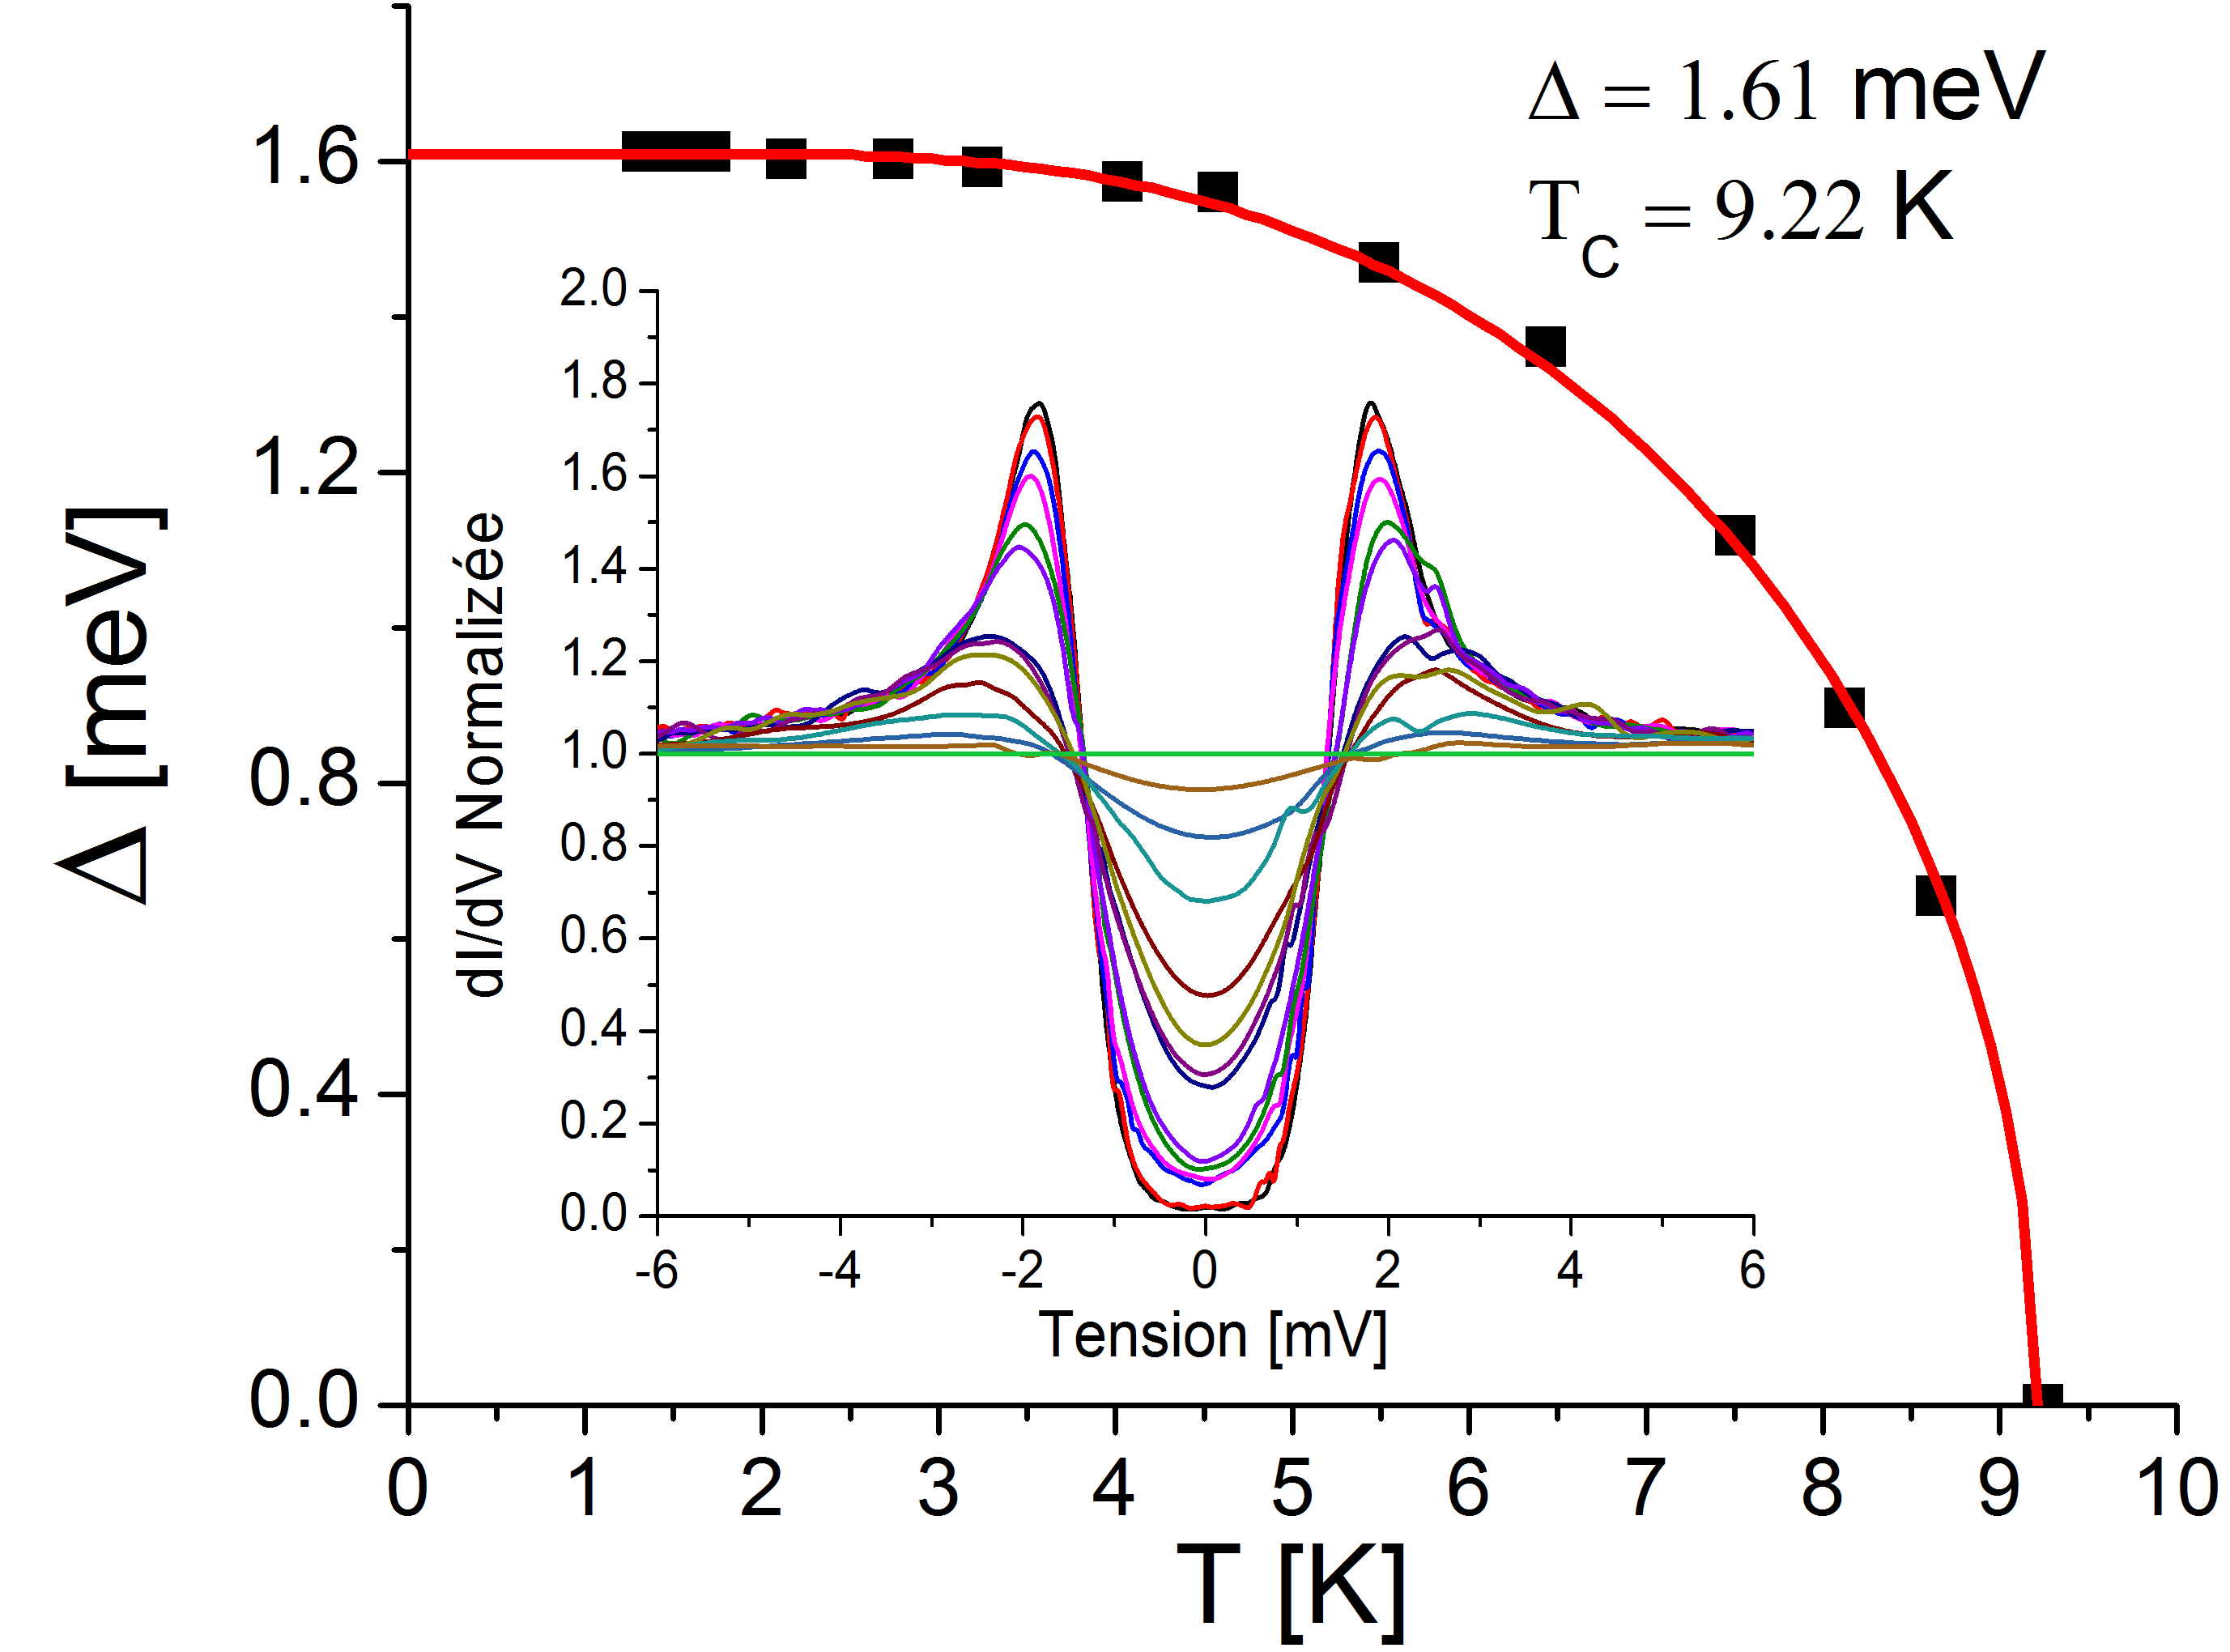 Δ = 1.61 meV
T_C = 9.22 K
Δ [meV]
1.6
1.2
0.8
0.4
0.0
dI/dV Normalizée
2.0
1.8
1.6
1.4
1.2
1.0
0.8
0.6
0.4
0.2
0.0
-6 -4 -2 0 2 4 6
Tension [mV]
0 1 2 3 4 5 6 7 8 9 10
T [K]